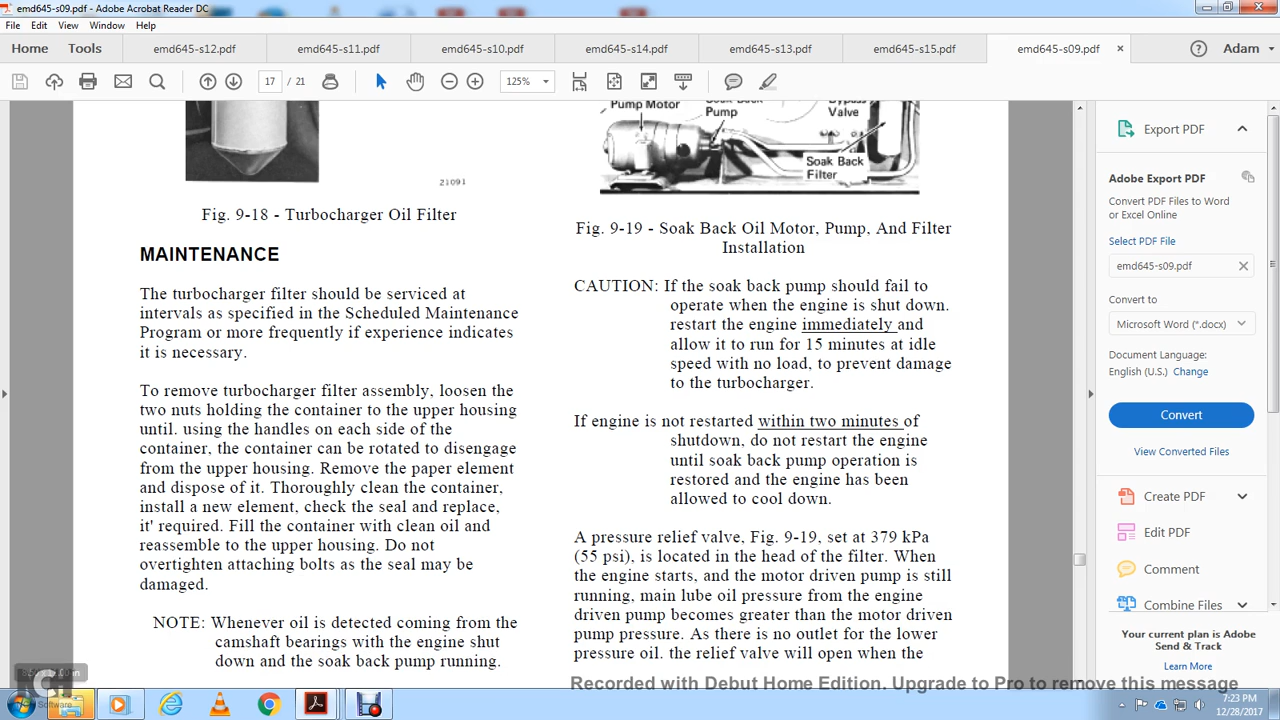 emd645-s09.pdf - Adobe Acrobat Reader DC
File Edit View Window Help
Home Tools emd645-s12.pdf emd645-s11.pdf emd645-s10.pdf emd645-s14.pdf emd645-s13.pdf emd645-s15.pdf emd645-s09.pdf × Adam
17 / 21 125%
21091
Fig. 9-18 - Turbocharger Oil Filter
MAINTENANCE
The turbocharger filter should be serviced at
intervals as specified in the Scheduled Maintenance
Program or more frequently if experience indicates
it is necessary.
To remove turbocharger filter assembly, loosen the
two nuts holding the container to the upper housing
until. using the handles on each side of the
container, the container can be rotated to disengage
from the upper housing. Remove the paper element
and dispose of it. Thoroughly clean the container,
install a new element, check the seal and replace,
it' required. Fill the container with clean oil and
reassemble to the upper housing. Do not
overtighten attaching bolts as the seal may be
damaged.
NOTE: Whenever oil is detected coming from the
camshaft bearings with the engine shut
down and the soak back pump running.
Pump Motor
Soak Back
Pump
Bypass
Valve
Soak Back
Filter
Fig. 9-19 - Soak Back Oil Motor, Pump, And Filter
Installation
CAUTION: If the soak back pump should fail to
operate when the engine is shut down.
restart the engine immediately and
allow it to run for 15 minutes at idle
speed with no load, to prevent damage
to the turbocharger.
If engine is not restarted within two minutes of
shutdown, do not restart the engine
until soak back pump operation is
restored and the engine has been
allowed to cool down.
A pressure relief valve, Fig. 9-19, set at 379 kPa
(55 psi), is located in the head of the filter. When
the engine starts, and the motor driven pump is still
running, main lube oil pressure from the engine
driven pump becomes greater than the motor driven
pump pressure. As there is no outlet for the lower
pressure oil. the relief valve will open when the
Export PDF
Adobe Export PDF
Convert PDF Files to Word
or Excel Online
Select PDF File
emd645-s09.pdf
Convert to
Microsoft Word (*.docx)
Document Language:
English (U.S.) Change
Convert
View Converted Files
Create PDF
Edit PDF
Comment
Combine Files
Your current plan is Adobe
Send & Track
Learn More
Software
Recorded with Debut Home Edition. Upgrade to Pro to remove this message
7:23 PM
12/28/2017